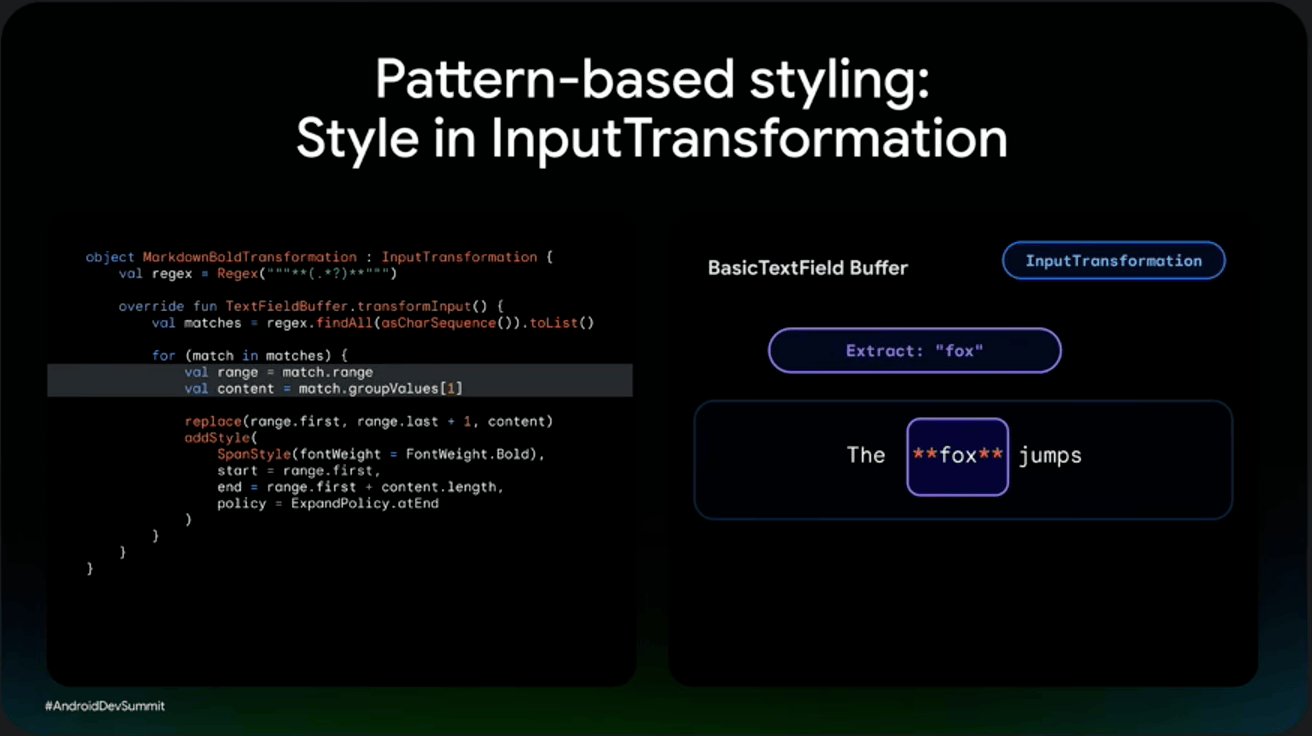 Pattern-based styling:
Style in InputTransformation
object MarkdownBoldTransformation : InputTransformation {
    val regex = Regex("""**(.*?)**""")
    override fun TextFieldBuffer.transformInput() {
        val matches = regex.findAll(asCharSequence()).toList()
        for (match in matches) {
            val range = match.range
            val content = match.groupValues[1]
            replace(range.first, range.last + 1, content)
            addStyle(
                SpanStyle(fontWeight = FontWeight.Bold),
                start = range.first,
                end = range.first + content.length,
                policy = ExpandPolicy.atEnd
            )
        }
    }
}
BasicTextField Buffer
InputTransformation
Extract: "fox"
The **fox** jumps
#AndroidDevSummit